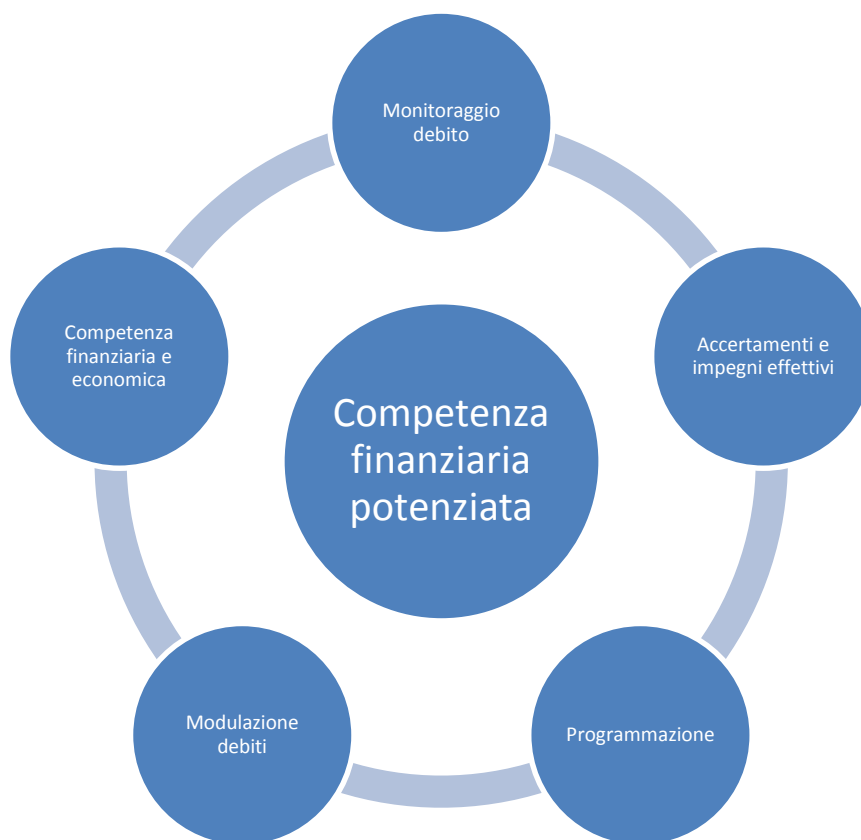 Monitoraggio
debito
Accertamenti e
impegni effettivi
Programmazione
Modulazione
debiti
Competenza
finanziaria e
economica
Competenza
finanziaria
potenziata